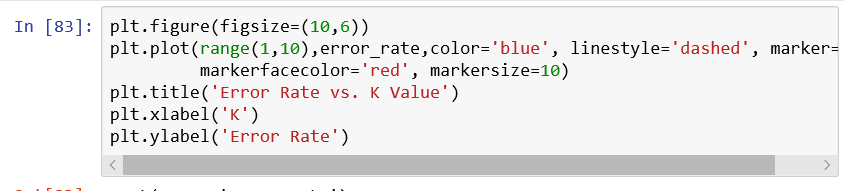 In [83]: plt.figure(figsize=(10,6))
plt.plot(range(1,10),error_rate,color='blue', linestyle='dashed', marker=
         markerfacecolor='red', markersize=10)
plt.title('Error Rate vs. K Value')
plt.xlabel('K')
plt.ylabel('Error Rate')